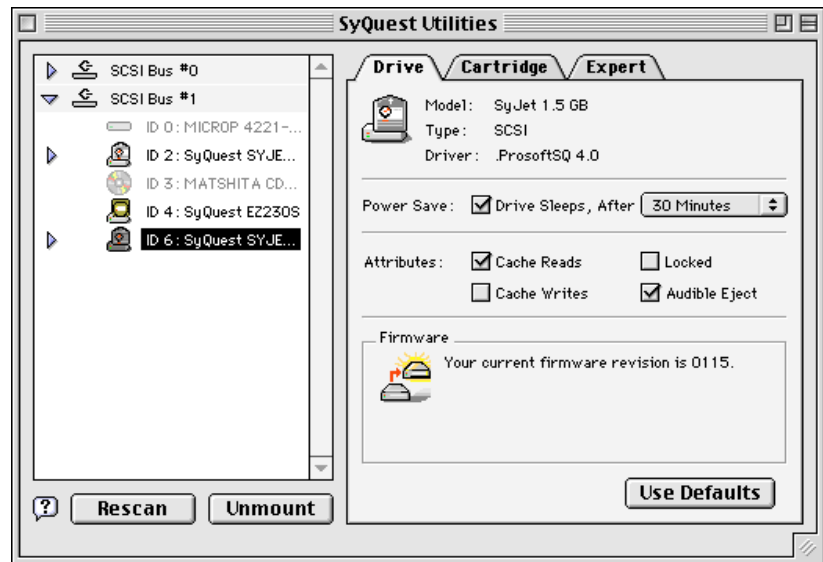 SyQuest Utilities
SCSI Bus #0
SCSI Bus #1
ID 0: MICROP 4221-...
ID 2: SyQuest SYJE...
ID 3: MATSHITA CD...
ID 4: SyQuest EZ230S
ID 6: SyQuest SYJE...
Rescan
Unmount
Drive
Cartridge
Expert
Model: SyJet 1.5 GB
Type: SCSI
Driver: .ProsoftSQ 4.0
Power Save: Drive Sleeps, After 30 Minutes
Attributes: Cache Reads Locked
Cache Writes Audible Eject
Firmware
Your current firmware revision is 0115.
Use Defaults